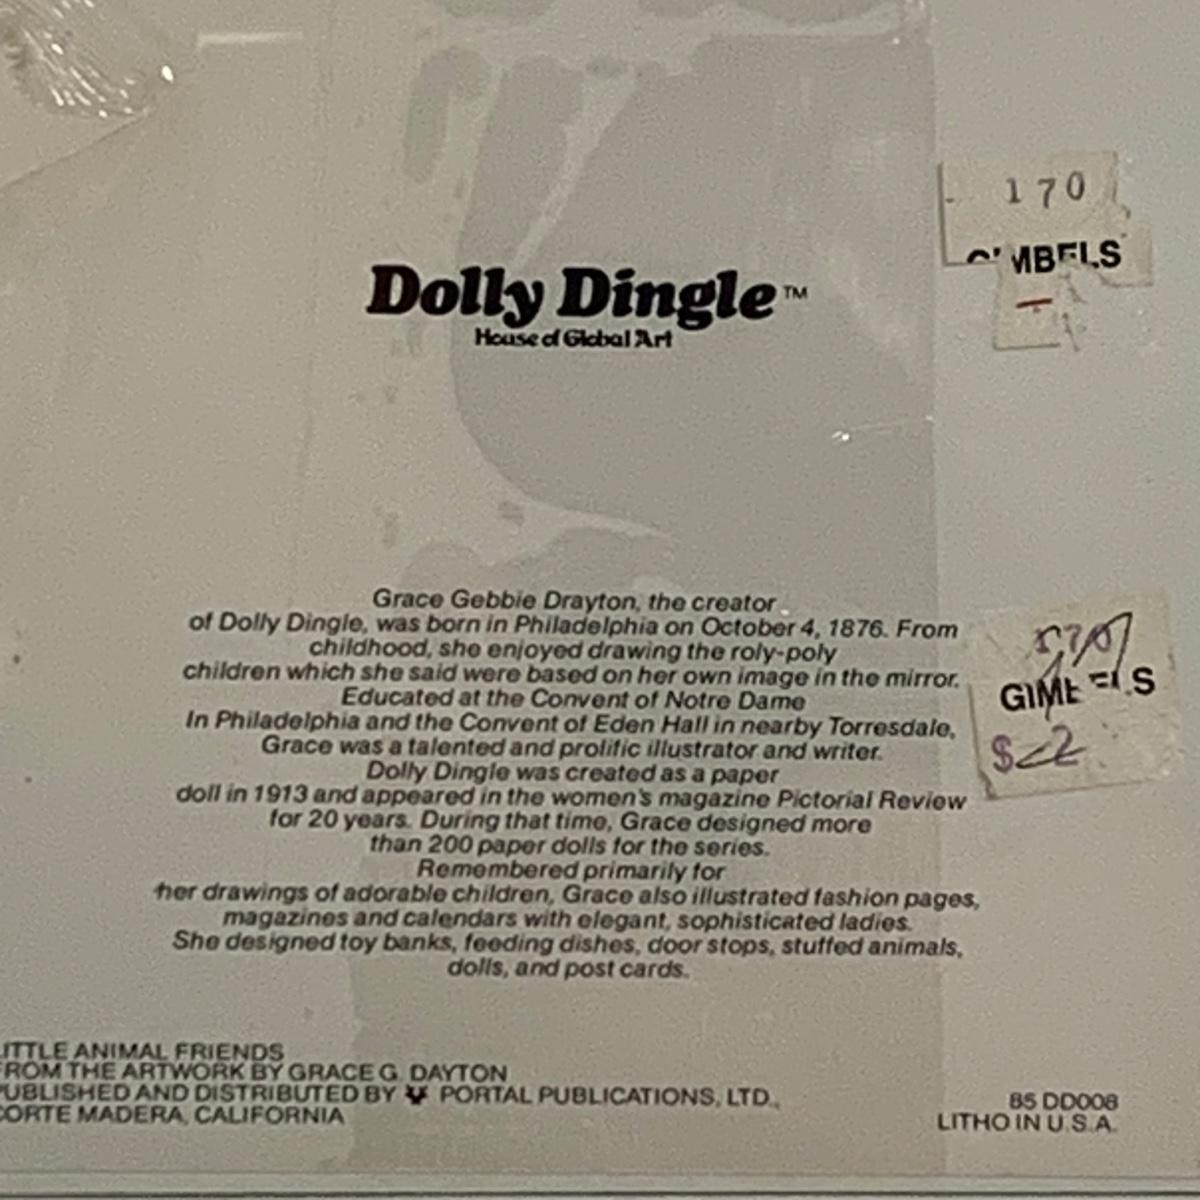 170
GIMBELS
Dolly Dingle™
House of Global Art
Grace Gebbie Drayton, the creator
of Dolly Dingle, was born in Philadelphia on October 4, 1876. From
childhood, she enjoyed drawing the roly-poly
children which she said were based on her own image in the mirror.
Educated at the Convent of Notre Dame
In Philadelphia and the Convent of Eden Hall in nearby Torresdale,
Grace was a talented and prolific illustrator and writer.
Dolly Dingle was created as a paper
doll in 1913 and appeared in the women's magazine Pictorial Review
for 20 years. During that time, Grace designed more
than 200 paper dolls for the series.
Remembered primarily for
her drawings of adorable children, Grace also illustrated fashion pages,
magazines and calendars with elegant, sophisticated ladies.
She designed toy banks, feeding dishes, door stops, stuffed animals,
dolls, and post cards.
GIMBELS
ITTLE ANIMAL FRIENDS
FROM THE ARTWORK BY GRACE G. DAYTON
PUBLISHED AND DISTRIBUTED BY PORTAL PUBLICATIONS, LTD.,
CORTE MADERA, CALIFORNIA
85 DD008
LITHO IN U.S.A.